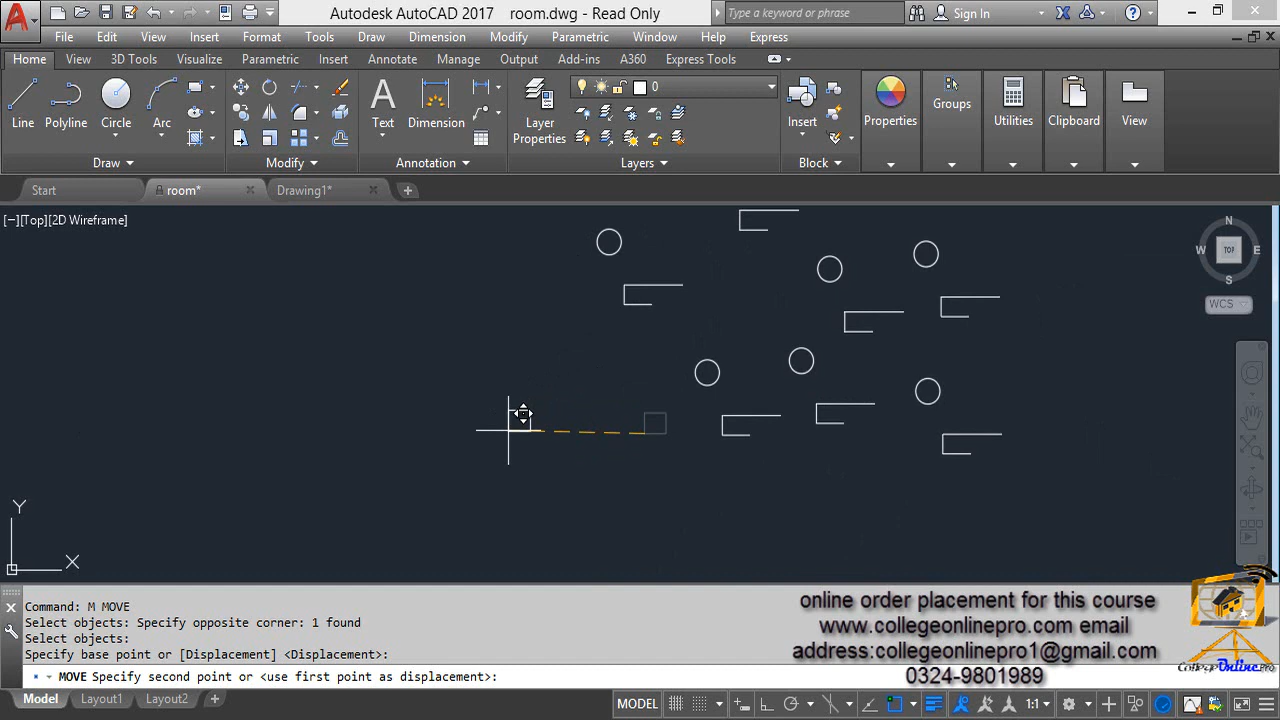 Autodesk AutoCAD 2017 room.dwg - Read Only
Type a keyword or phrase
Sign In
File Edit View Insert Format Tools Draw Dimension Modify Parametric Window Help Express
Home View 3D Tools Visualize Parametric Insert Annotate Manage Output Add-ins A360 Express Tools
0
Line Polyline Circle Arc Text Dimension Layer Properties Insert Properties Groups Utilities Clipboard View
Draw Modify Annotation Layers Block
Start room* Drawing1*
[−][Top][2D Wireframe]
N
W TOP E
S
WCS
Y
X
Command: M MOVE
Select objects: Specify opposite corner: 1 found
Select objects:
Specify base point or [Displacement] <Displacement>:
MOVE Specify second point or <use first point as displacement>:
online order placement for this course
www.collegeonlinepro.com email
address:collegeonlinepro1@gmail.com
0324-9801989
College Online Pro
Model Layout1 Layout2
MODEL
1:1